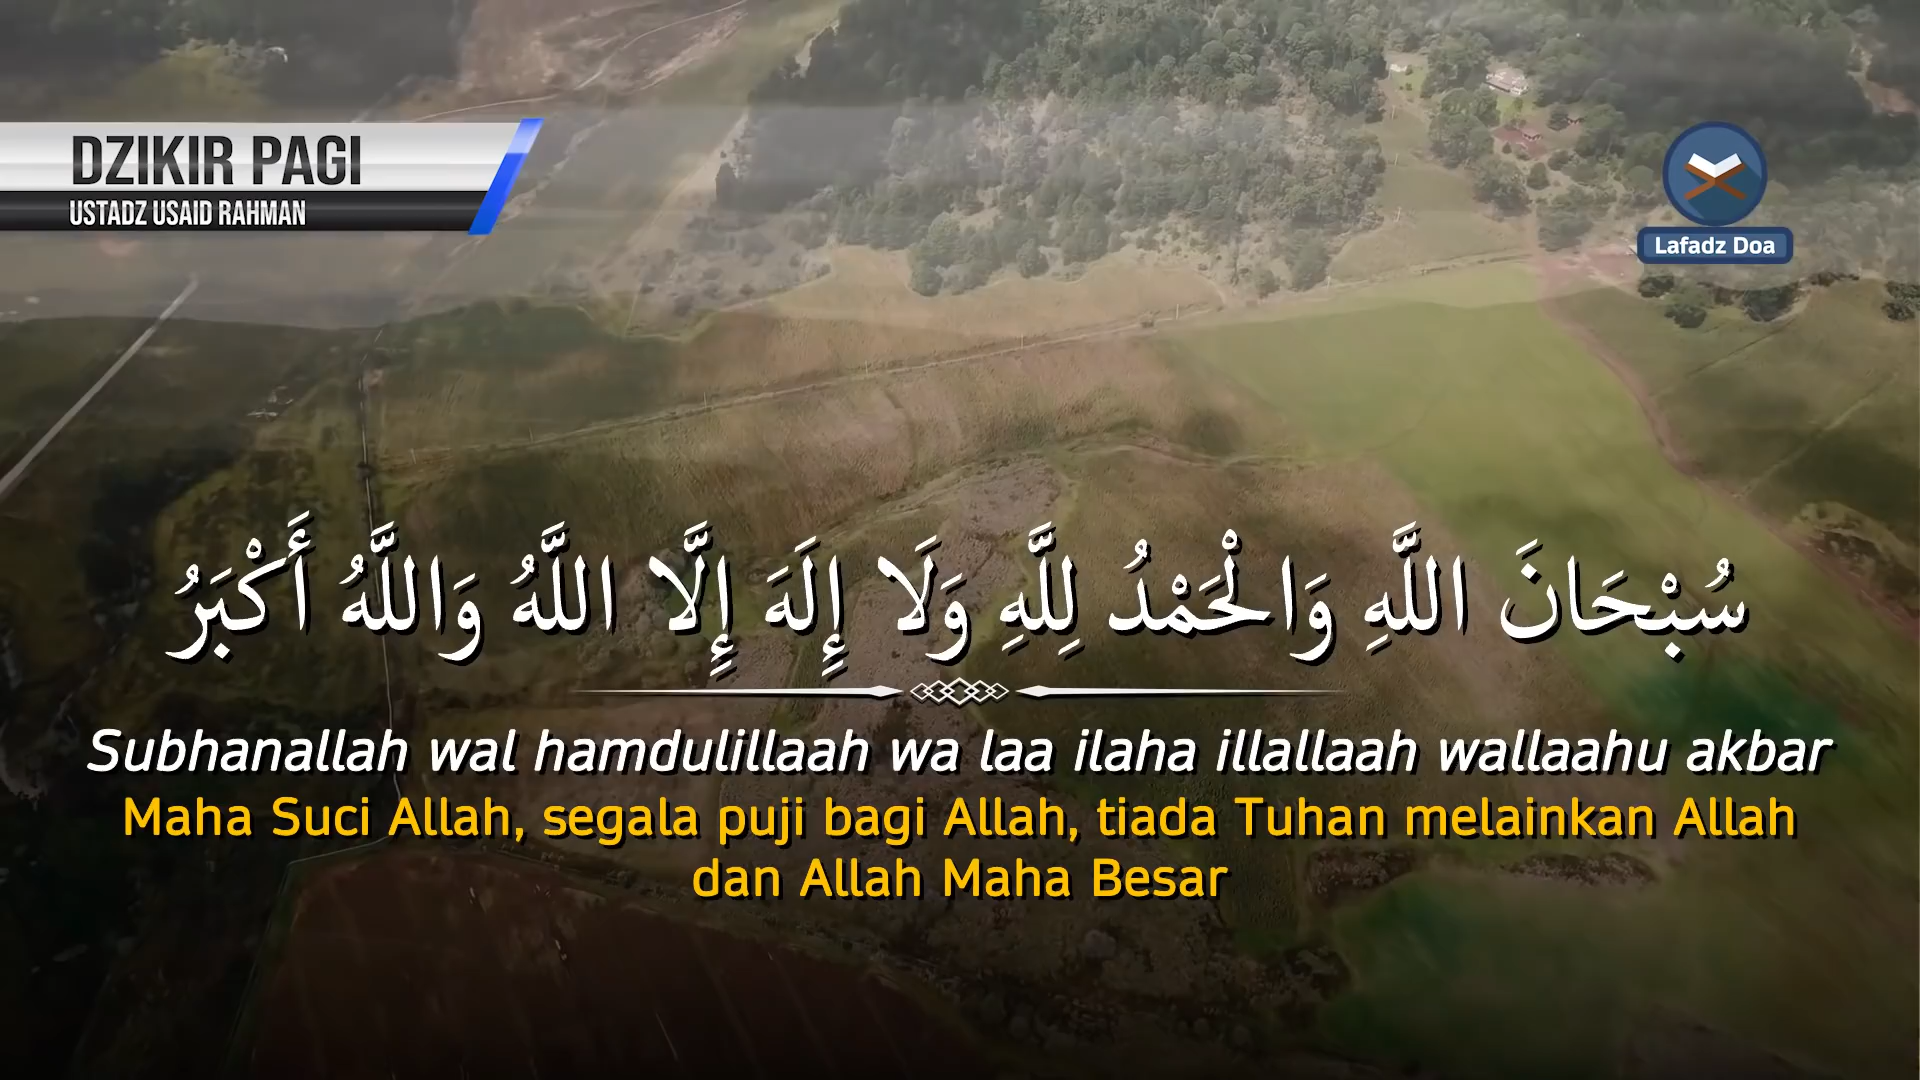 DZIKIR PAGI
USTADZ USAID RAHMAN
Lafadz Doa
سُبْحَانَ اللَّهِ وَالْحَمْدُ لِلَّهِ وَلَا إِلَهَ إِلَّا اللَّهُ وَاللَّهُ أَكْبَرُ
Subhanallah wal hamdulillaah wa laa ilaha illallaah wallaahu akbar
Maha Suci Allah, segala puji bagi Allah, tiada Tuhan melainkan Allah
dan Allah Maha Besar